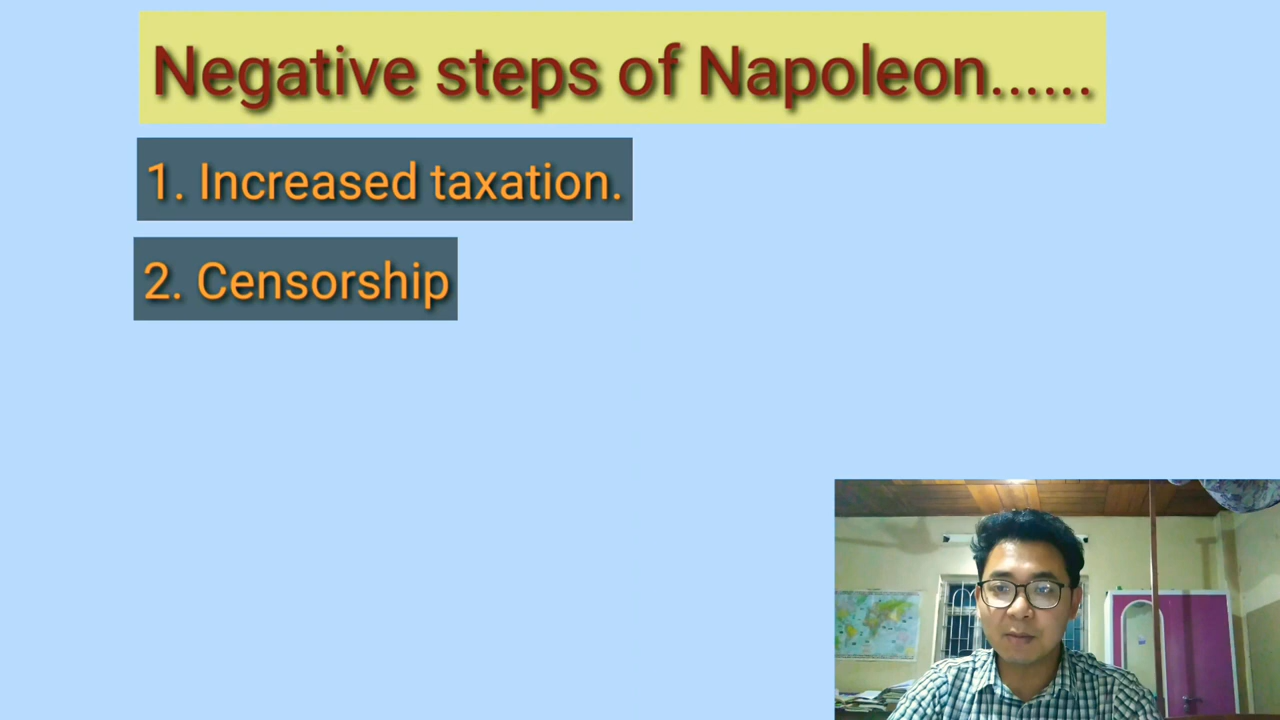 Negative steps of Napoleon......
1. Increased taxation.
2. Censorship